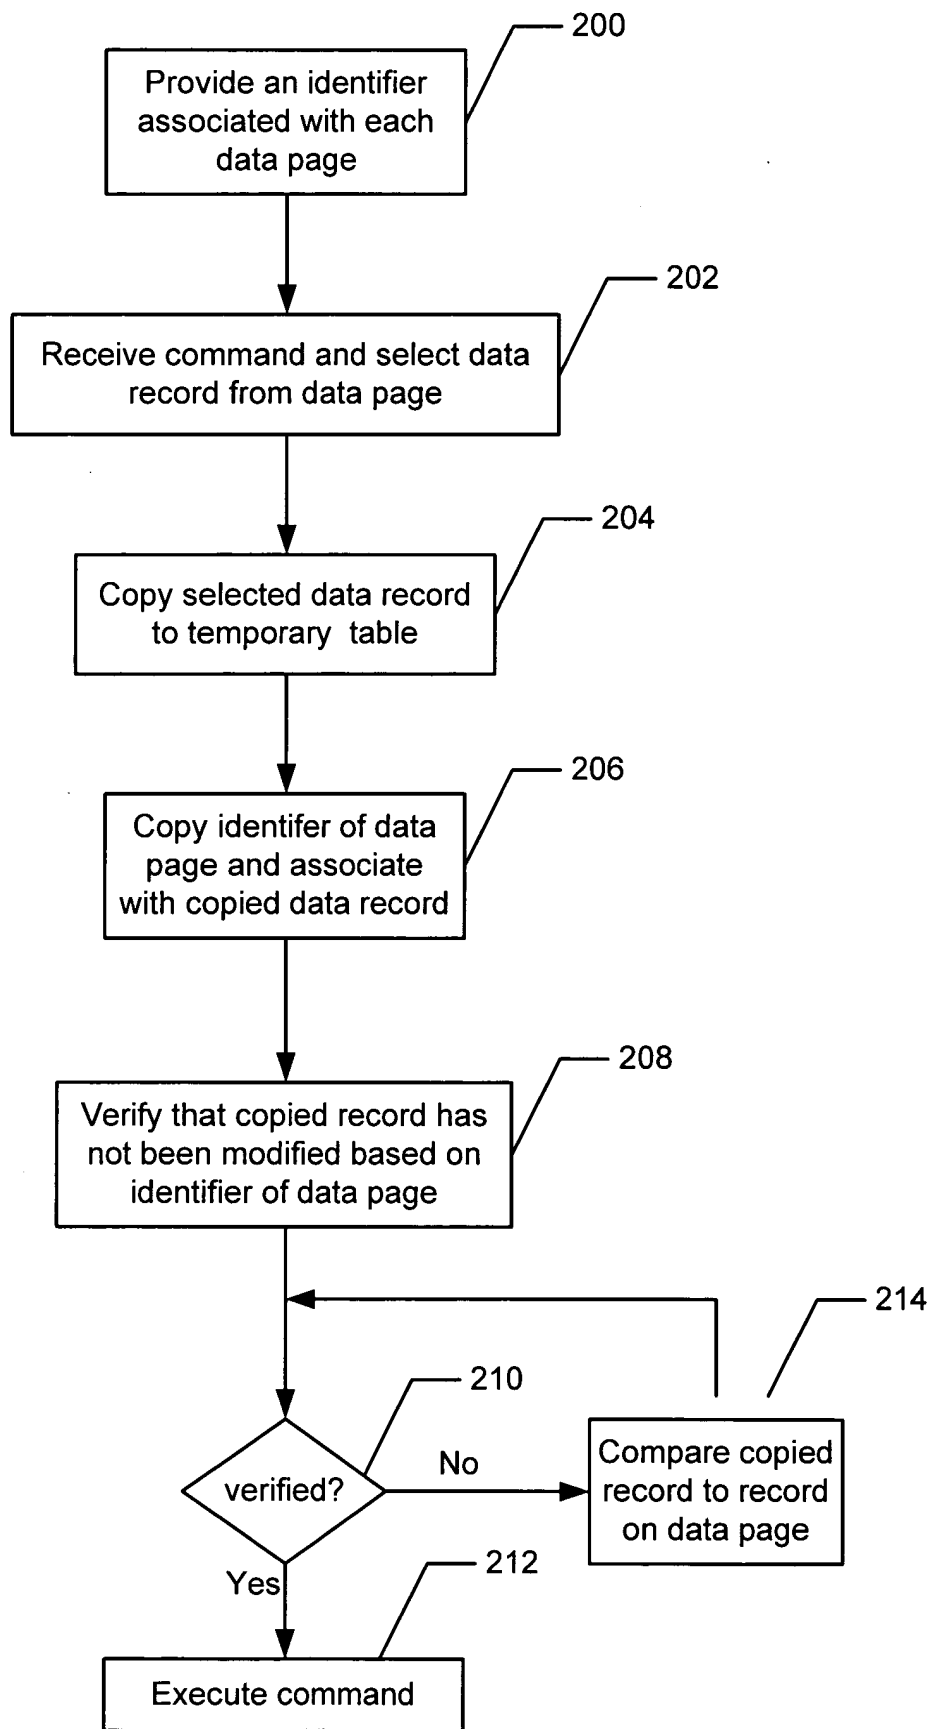 200
Provide an identifier
associated with each
data page
202
Receive command and select data
record from data page
204
Copy selected data record
to temporary table
206
Copy identifer of data
page and associate
with copied data record
208
Verify that copied record has
not been modified based on
identifier of data page
214
210
verified?
No
Compare copied
record to record
on data page
Yes
212
Execute command